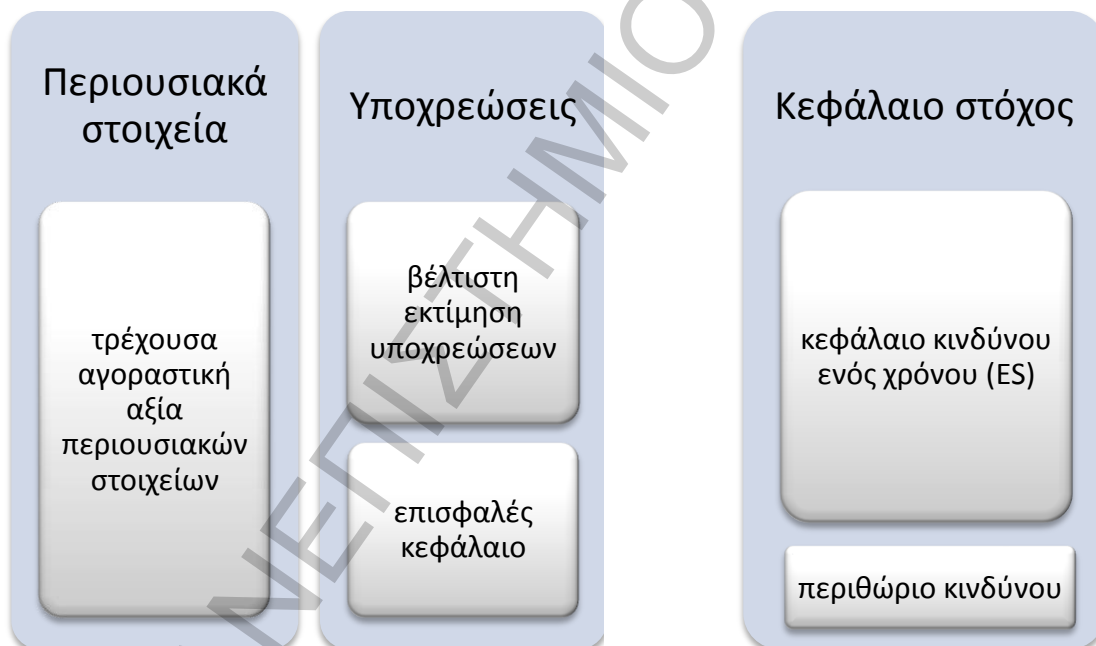 Περιουσιακά
στοιχεία
τρέχουσα
αγοραστική
αξία
περιουσιακών
στοιχείων
Υποχρεώσεις
βέλτιστη
εκτίμηση
υποχρεώσεων
επισφαλές
κεφάλαιο
Κεφάλαιο στόχος
κεφάλαιο κινδύνου
ενός χρόνου (ES)
περιθώριο κινδύνου
ΝΕΠΙΣΤΗΜΙΟ